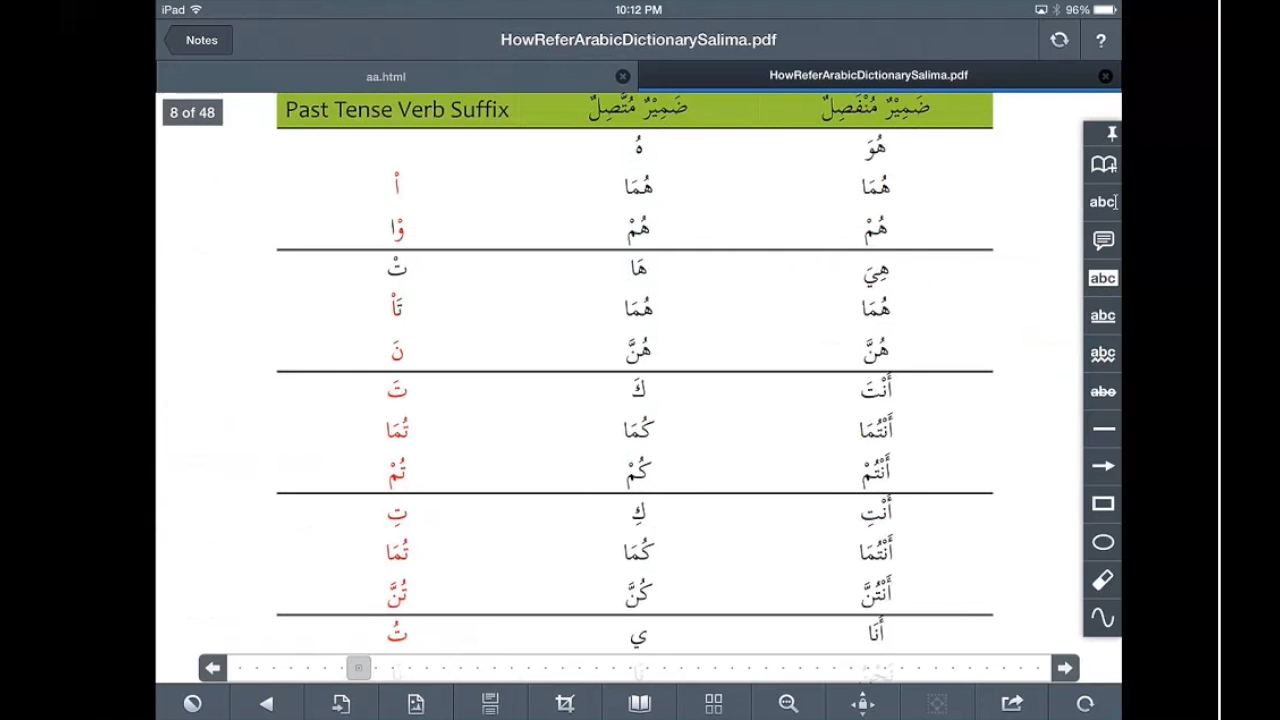 iPad 10:12 PM 96%
Notes HowReferArabicDictionarySalima.pdf ?
aa.html HowReferArabicDictionarySalima.pdf
8 of 48
ضَمِيْرٌ مُنْفَصِلٌ ضَمِيْرٌ مُتَّصِلٌ Past Tense Verb Suffix
هُوَ هُ
هُمَا هُمَا اْ
هُمْ هُمْ وْا
هِيَ هَا تْ
هُمَا هُمَا تَاْ
هُنَّ هُنَّ نَ
أَنْتَ كَ تَ
أَنْتُمَا كُمَا تُمَا
أَنْتُمْ كُمْ تُمْ
أَنْتِ كِ تِ
أَنْتُمَا كُمَا تُمَا
أَنْتُنَّ كُنَّ تُنَّ
أَنَا ي تُ
abc
abc
abc
abc
abc